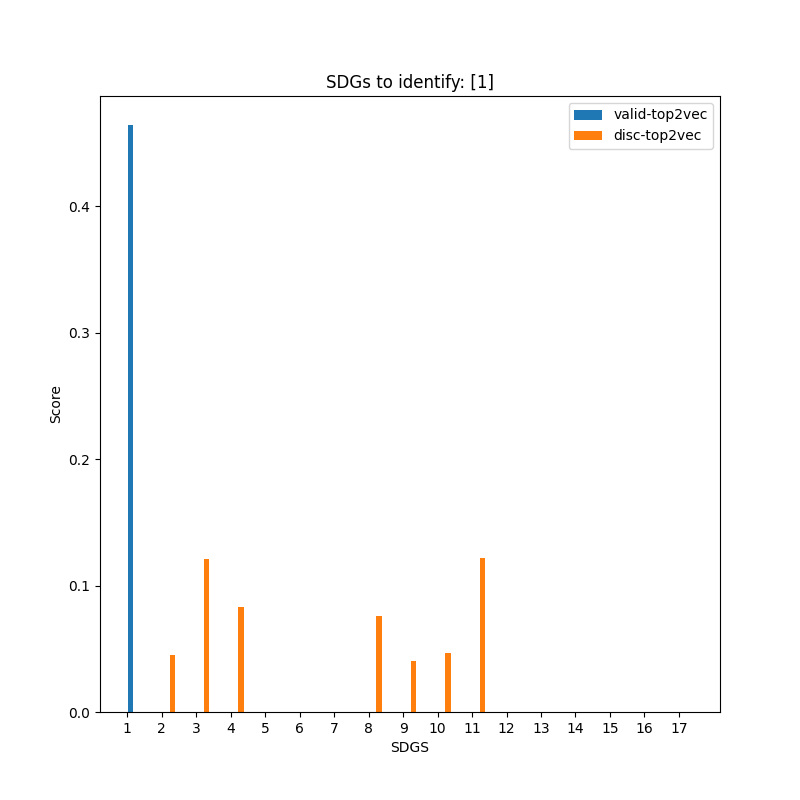 SDGs to identify: [1]
valid-top2vec
disc-top2vec
0.4
0.3
0.2
0.1
0.0
Score
1 2 3 4 5 6 7 8 9 10 11 12 13 14 15 16 17
SDGS